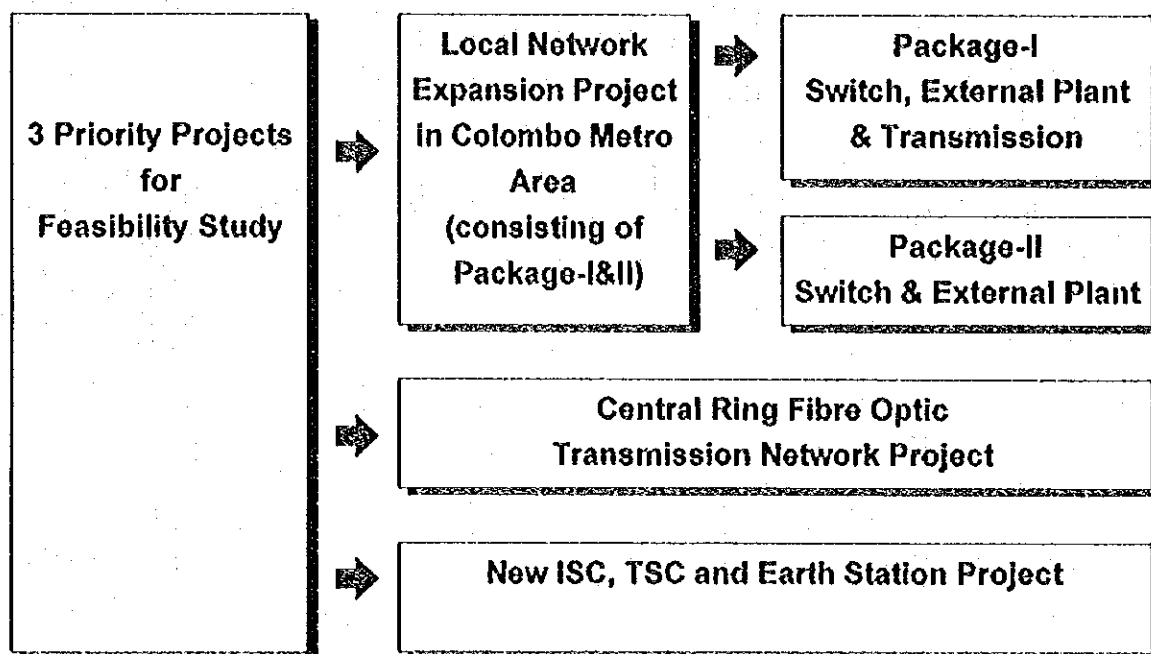 3 Priority Projects
for
Feasibility Study
Local Network
Expansion Project
in Colombo Metro
Area
(consisting of
Package-I&II)
Package-I
Switch, External Plant
& Transmission
Package-II
Switch & External Plant
Central Ring Fibre Optic
Transmission Network Project
New ISC, TSC and Earth Station Project